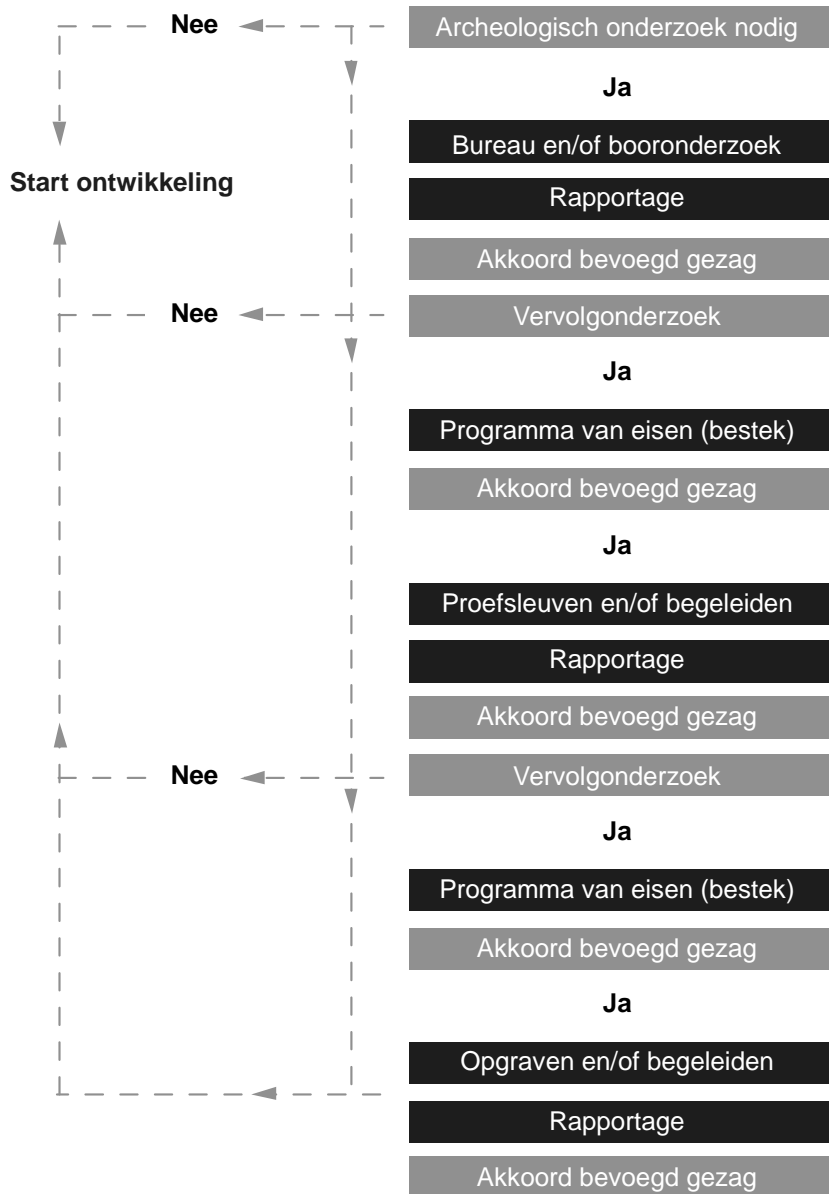 Nee
Archeologisch onderzoek nodig
Ja
Bureau en/of booronderzoek
Start ontwikkeling
Rapportage
Akkoord bevoegd gezag
Nee
Vervolgonderzoek
Ja
Programma van eisen (bestek)
Akkoord bevoegd gezag
Ja
Proefsleuven en/of begeleiden
Rapportage
Akkoord bevoegd gezag
Nee
Vervolgonderzoek
Ja
Programma van eisen (bestek)
Akkoord bevoegd gezag
Ja
Opgraven en/of begeleiden
Rapportage
Akkoord bevoegd gezag